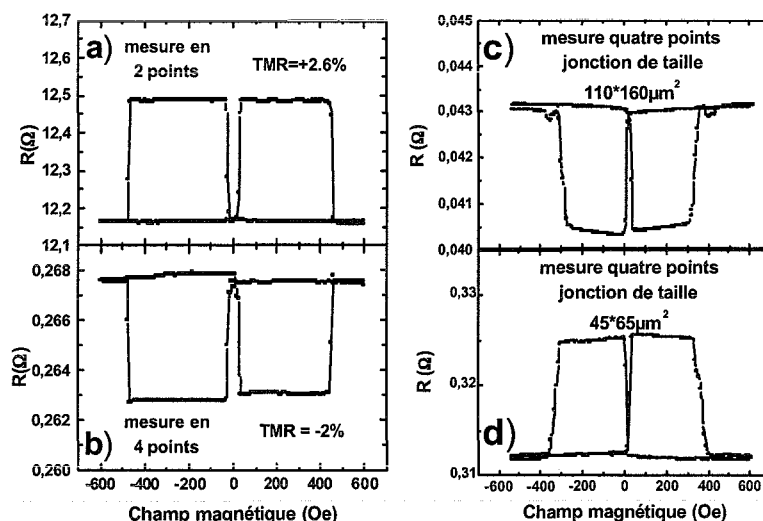 a)
mesure en
2 points
TMR=+2.6%
R(Ω)
12,7
12,6
12,5
12,4
12,3
12,2
12,1
b)
mesure en
4 points
TMR = -2%
R(Ω)
0,268
0,266
0,264
0,262
0,260
-600 -400 -200 0 200 400 600
Champ magnétique (Oe)
c)
mesure quatre points
jonction de taille
110*160µm²
R(Ω)
0,045
0,044
0,043
0,042
0,041
0,040
d)
mesure quatre points
jonction de taille
45*65µm²
R (Ω)
0,33
0,32
0,31
-600 -400 -200 0 200 400 600
Champ magnétique (Oe)